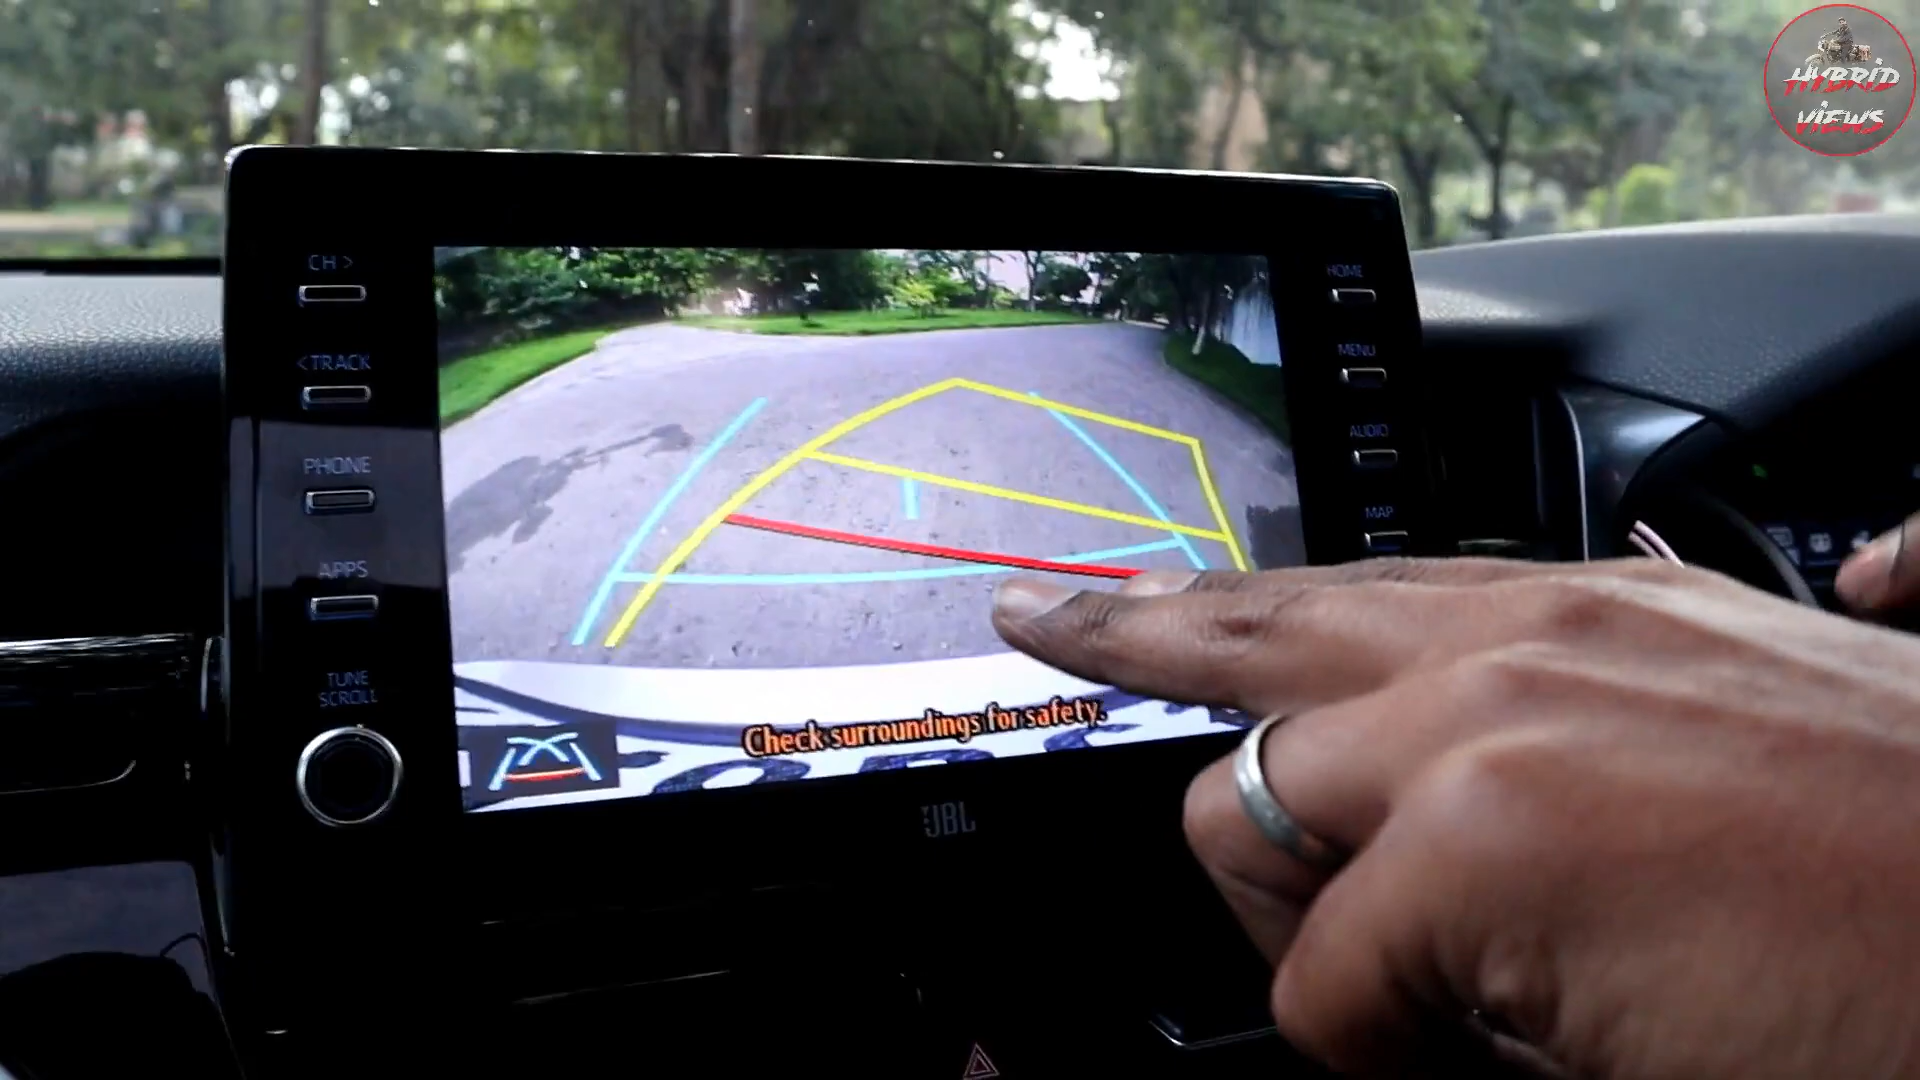 HYBRID
VIEWS
CH >
< TRACK
PHONE
APPS
TUNE
SCROLL
HOME
MENU
AUDIO
MAP
Check surroundings for safety.
JBL